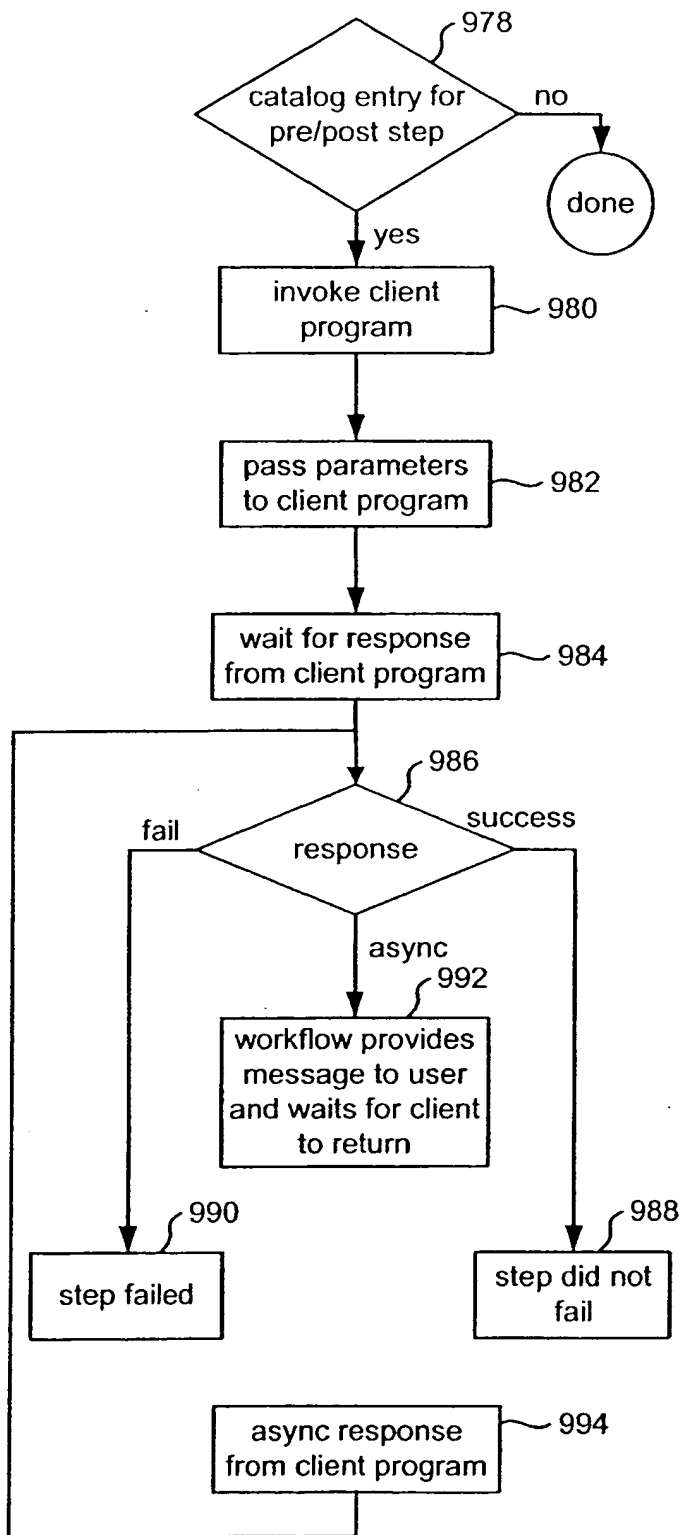 978
catalog entry for
pre/post step
no
done
yes
invoke client
program
980
pass parameters
to client program
982
wait for response
from client program
984
986
fail
success
response
async
992
workflow provides
message to user
and waits for client
to return
990
step failed
988
step did not
fail
async response
from client program
994